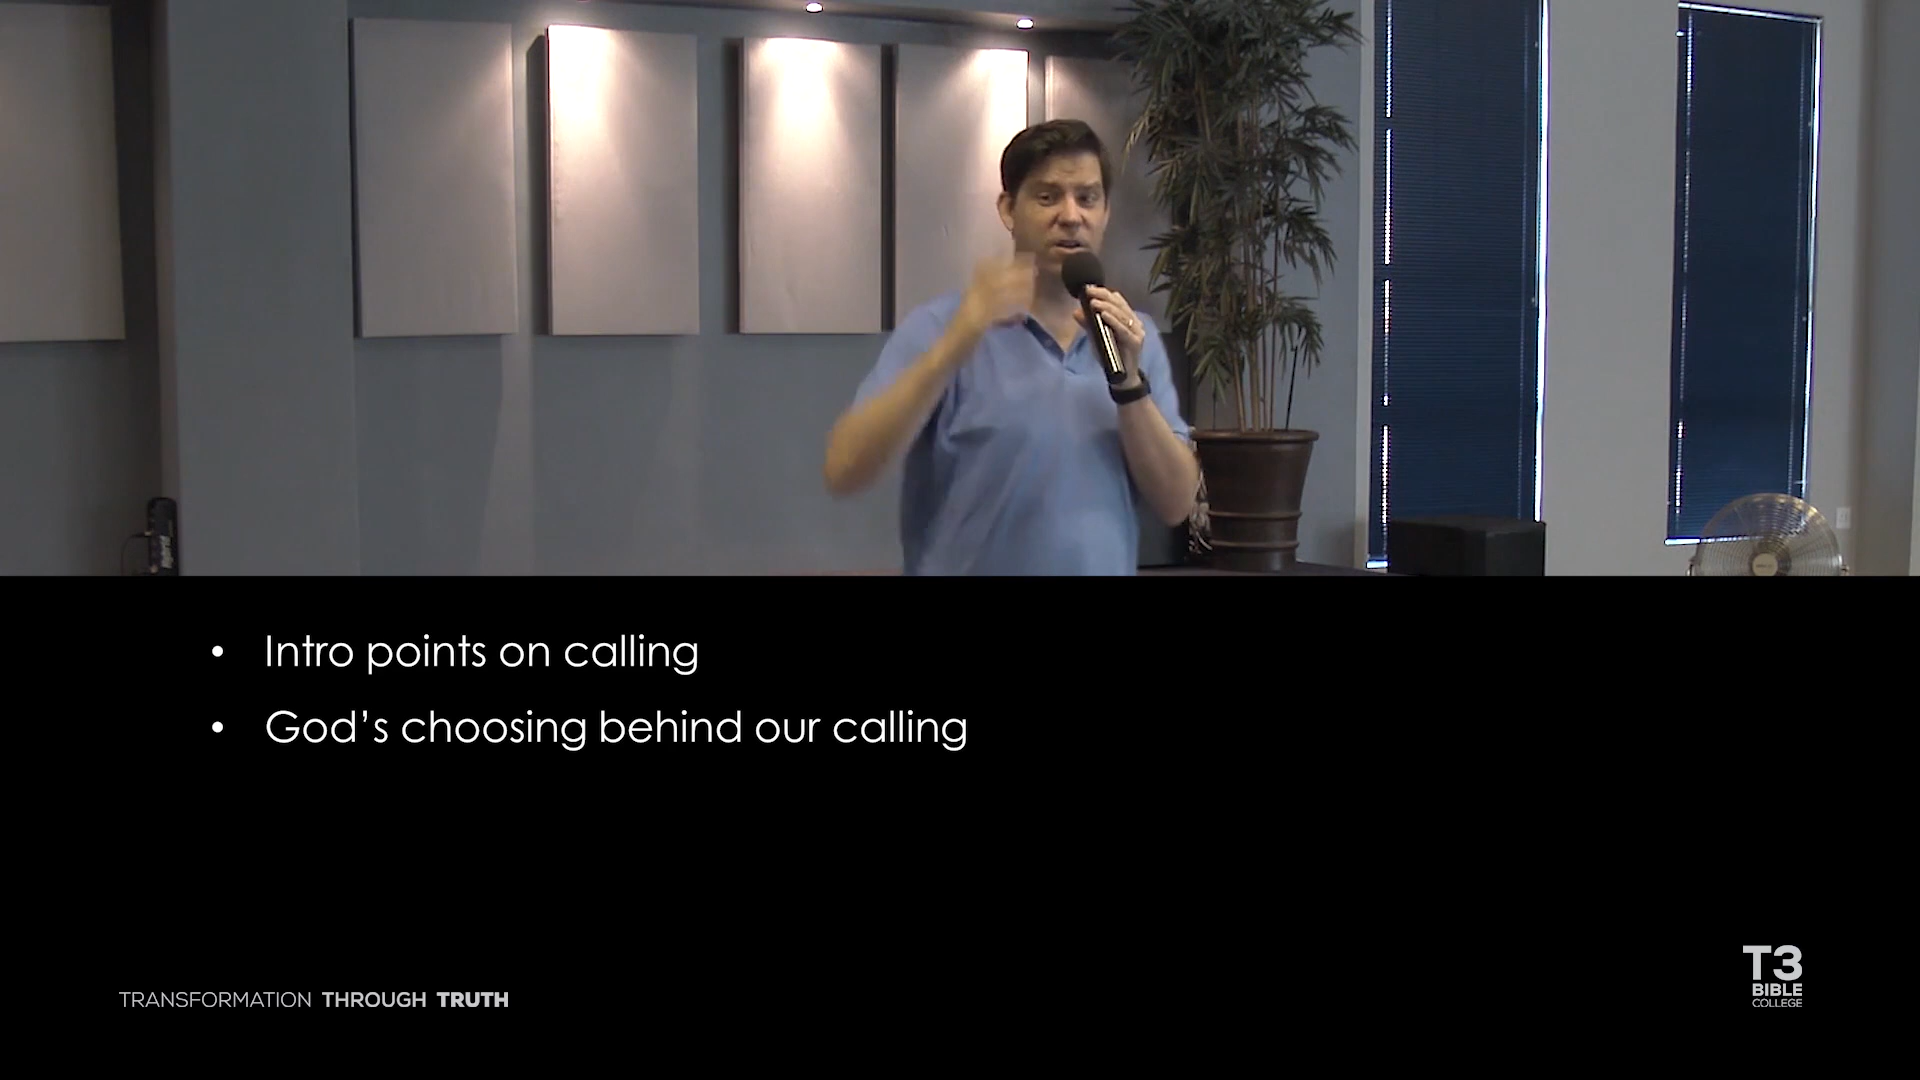 • Intro points on calling
• God’s choosing behind our calling
TRANSFORMATION THROUGH TRUTH
T3
BIBLE
COLLEGE